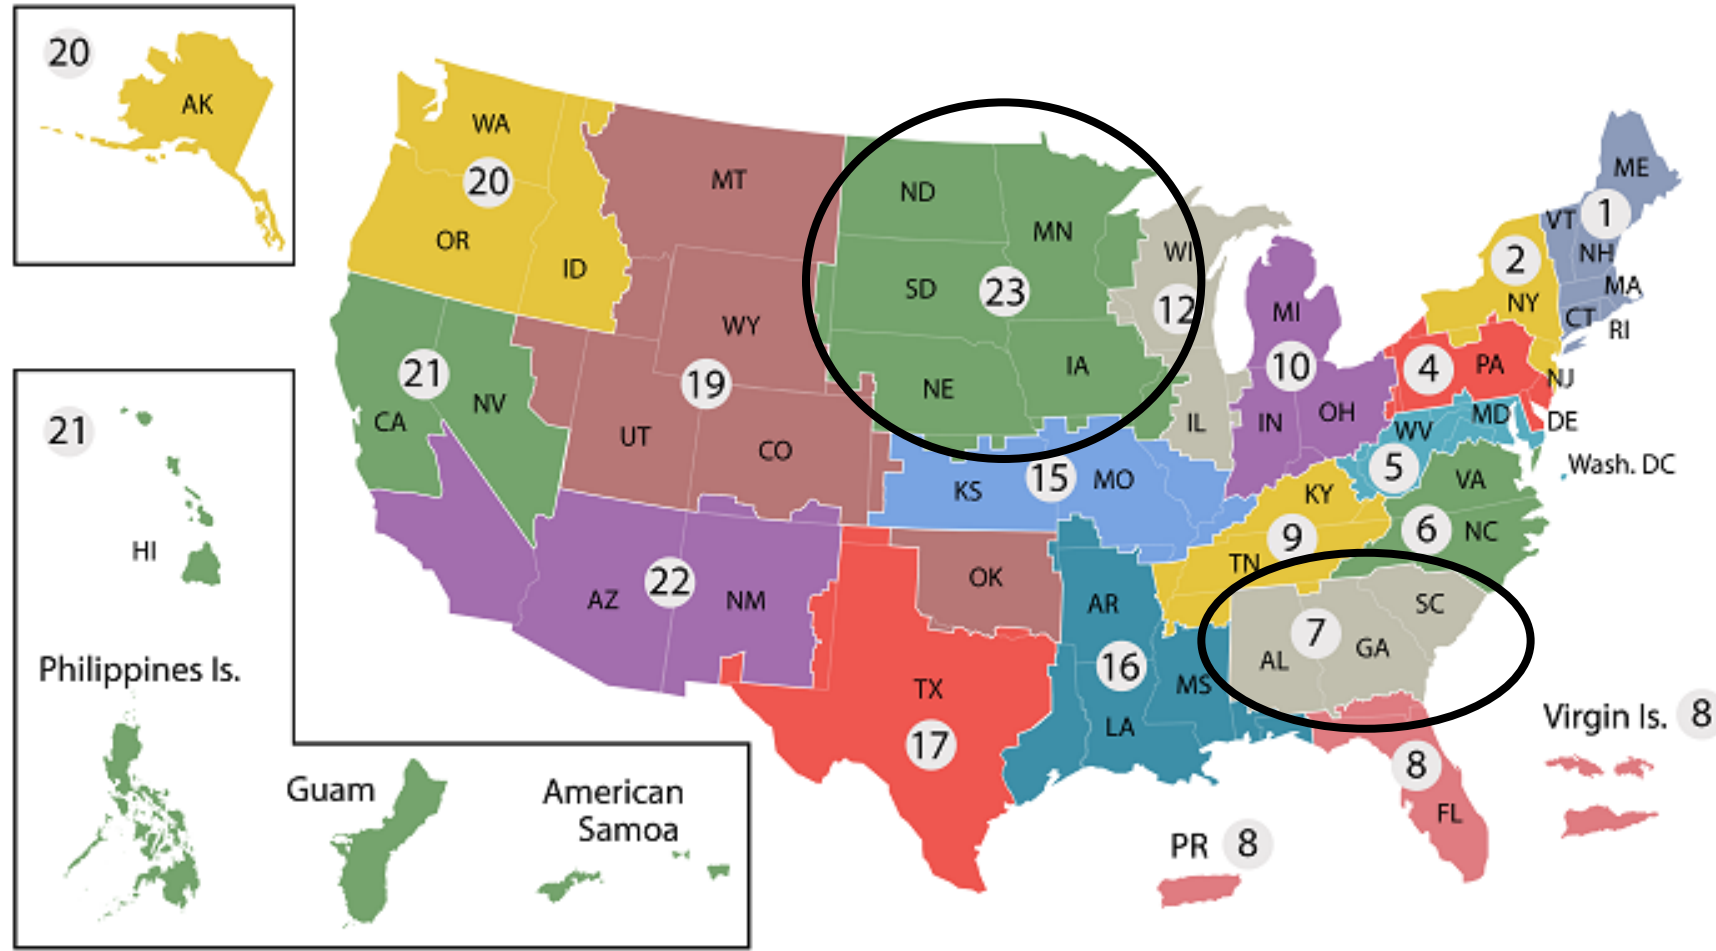 20
AK
WA
20
OR
ID
MT
WY
19
UT
CO
21
CA
NV
ND
MN
SD
23
NE
IA
WI
12
IL
MI
10
IN
OH
ME
VT
1
NH
MA
CT
RI
2
NY
4
PA
NJ
DE
MD
WV
5
Wash. DC
VA
6
NC
KY
9
TN
KS
15
MO
AZ
22
NM
OK
AR
16
MS
LA
TX
17
7
AL
GA
SC
8
FL
Virgin Is. 8
PR 8
21
HI
Philippines Is.
Guam
American
Samoa